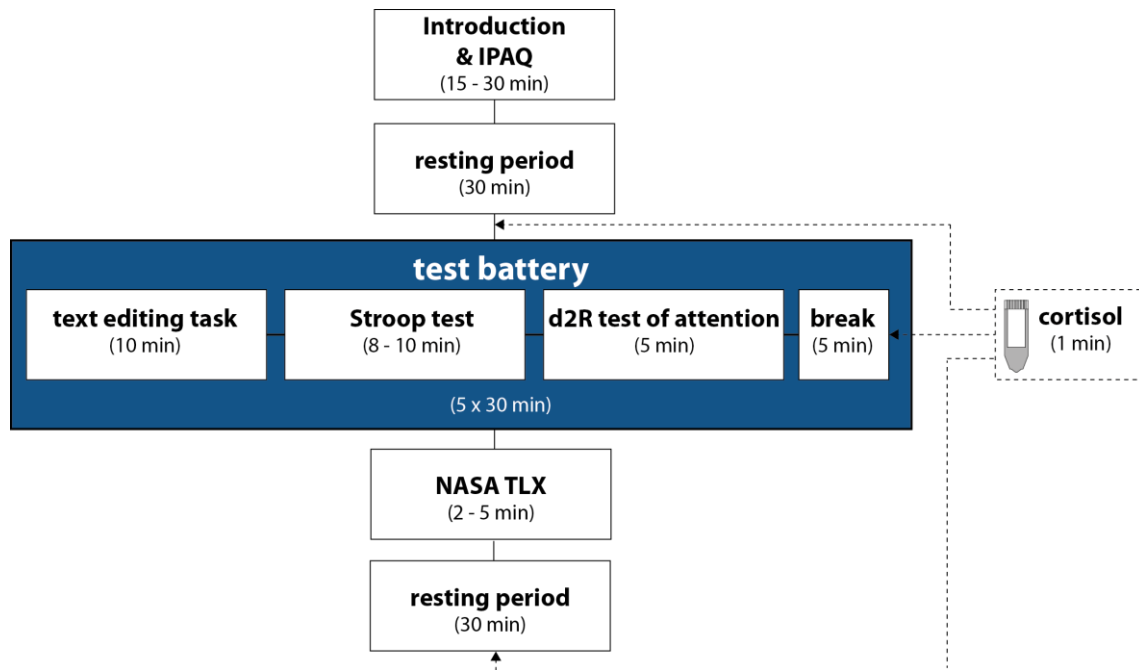 Introduction
& IPAQ
(15 - 30 min)
resting period
(30 min)
test battery
text editing task
(10 min)
Stroop test
(8 - 10 min)
d2R test of attention
(5 min)
break
(5 min)
cortisol
(1 min)
(5 x 30 min)
NASA TLX
(2 - 5 min)
resting period
(30 min)